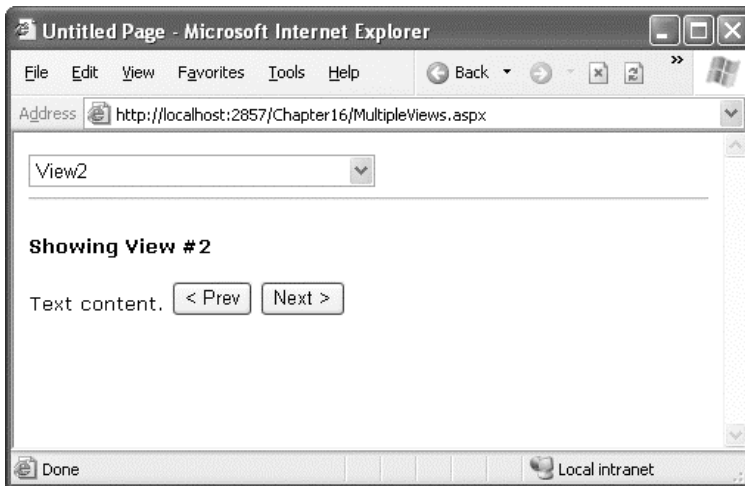 Untitled Page - Microsoft Internet Explorer
File Edit View Favorites Tools Help Back »
Address http://localhost:2857/Chapter16/MultipleViews.aspx
View2
Showing View #2
Text content. < Prev Next >
Done Local intranet